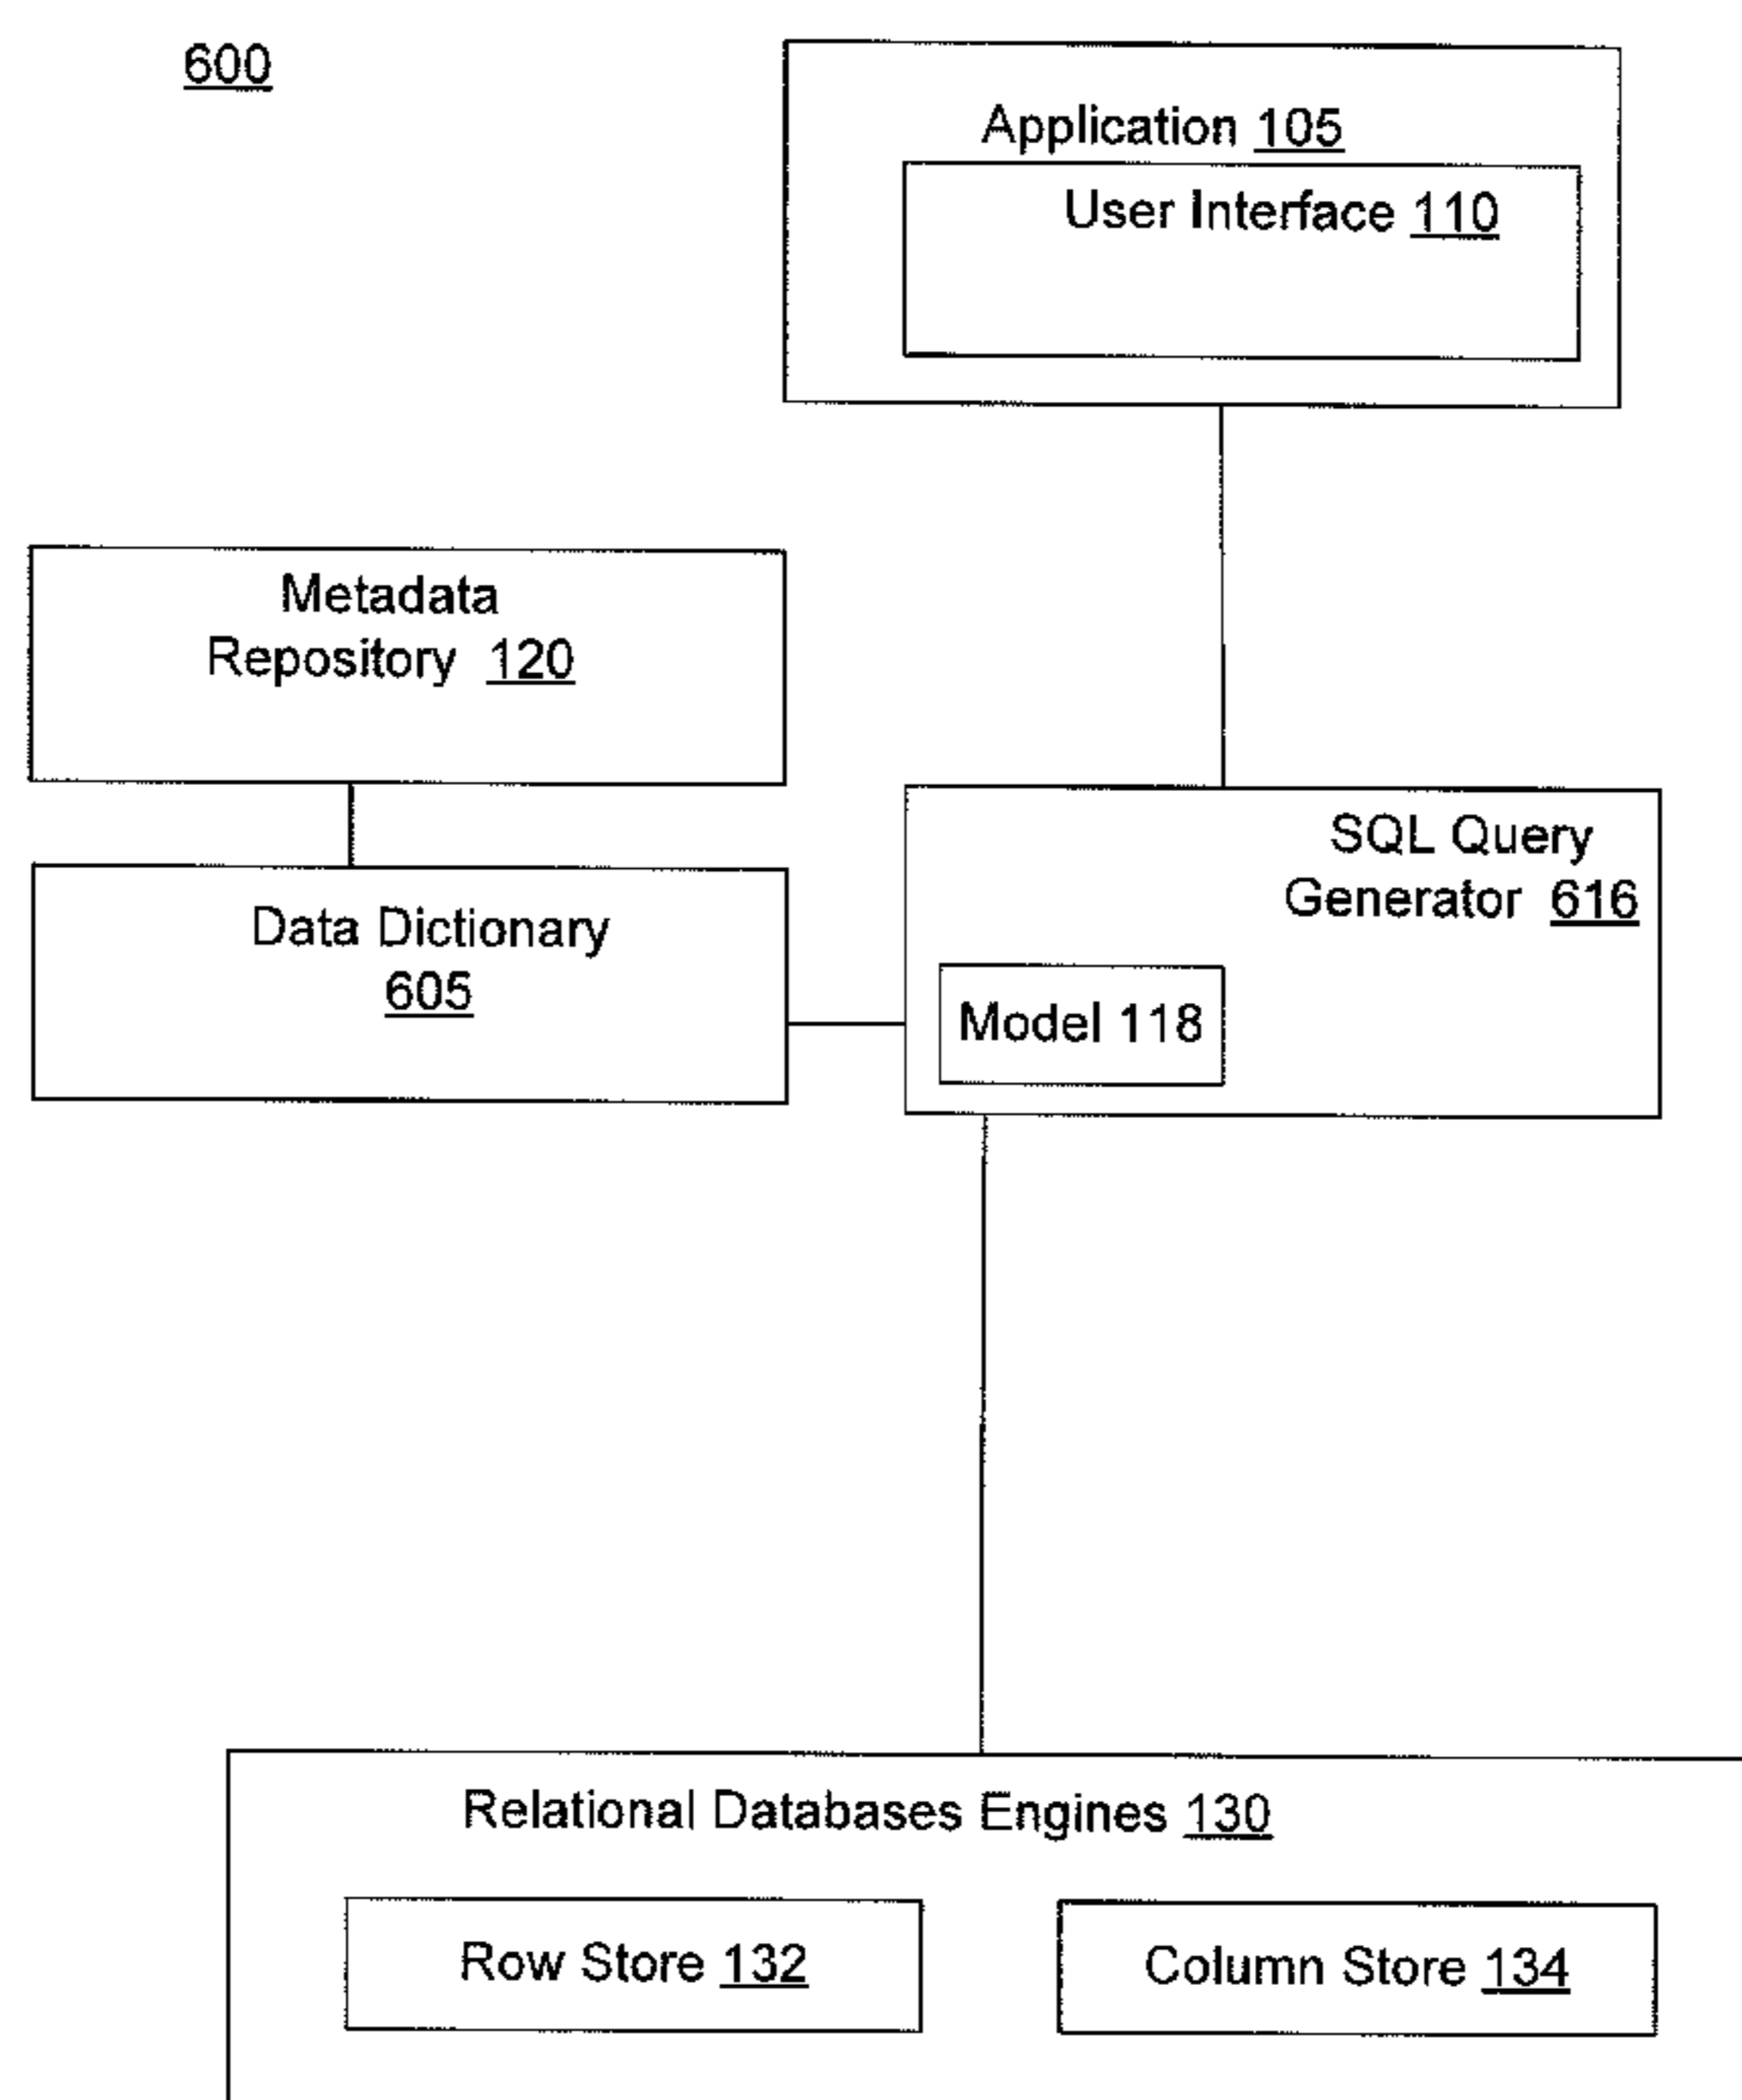 600
Application 105
User Interface 110
Metadata
Repository 120
SQL Query
Generator 616
Data Dictionary
605
Model 118
Relational Databases Engines 130
Row Store 132
Column Store 134